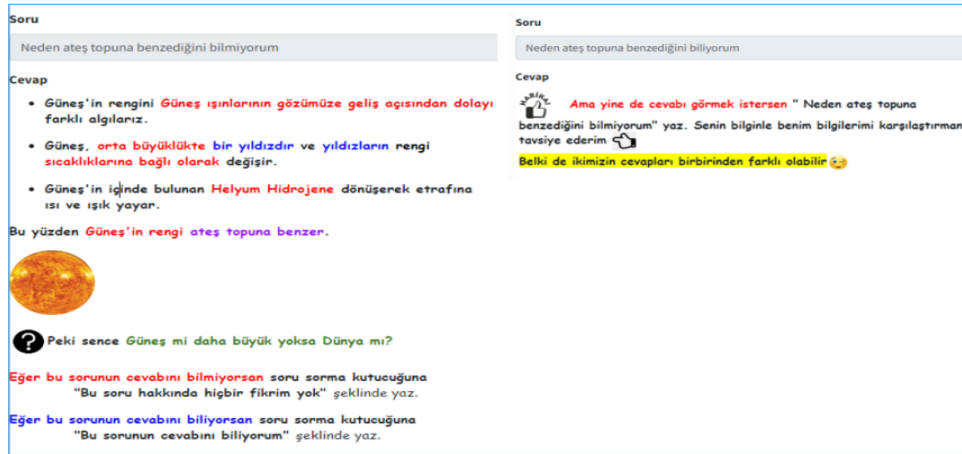 Soru
Neden ateş topuna benzediğini bilmiyorum
Cevap
• Güneş'in rengini Güneş ışınlarının gözümüze geliş açısından dolayı
farklı algılarız.
• Güneş, orta büyüklükte bir yıldızdır ve yıldızların rengi
sıcaklıklarına bağlı olarak değişir.
• Güneş'in içinde bulunan Helyum Hidrojene dönüşerek etrafına
ısı ve ışık yayar.
Bu yüzden Güneş'in rengi ateş topuna benzer.
? Peki sence Güneş mi daha büyük yoksa Dünya mı?
Eğer bu sorunun cevabını bilmiyorsan soru sorma kutucuğuna
"Bu soru hakkında hiçbir fikrim yok" şeklinde yaz.
Eğer bu sorunun cevabını biliyorsan soru sorma kutucuğuna
"Bu sorunun cevabını biliyorum" şeklinde yaz.
Soru
Neden ateş topuna benzediğini biliyorum
Cevap
HARİKA Ama yine de cevabı görmek istersen " Neden ateş topuna
benzediğini bilmiyorum" yaz. Senin bilginle benim bilgilerimi karşılaştırman
tavsiye ederim
Belki de ikimizin cevapları birbirinden farklı olabilir